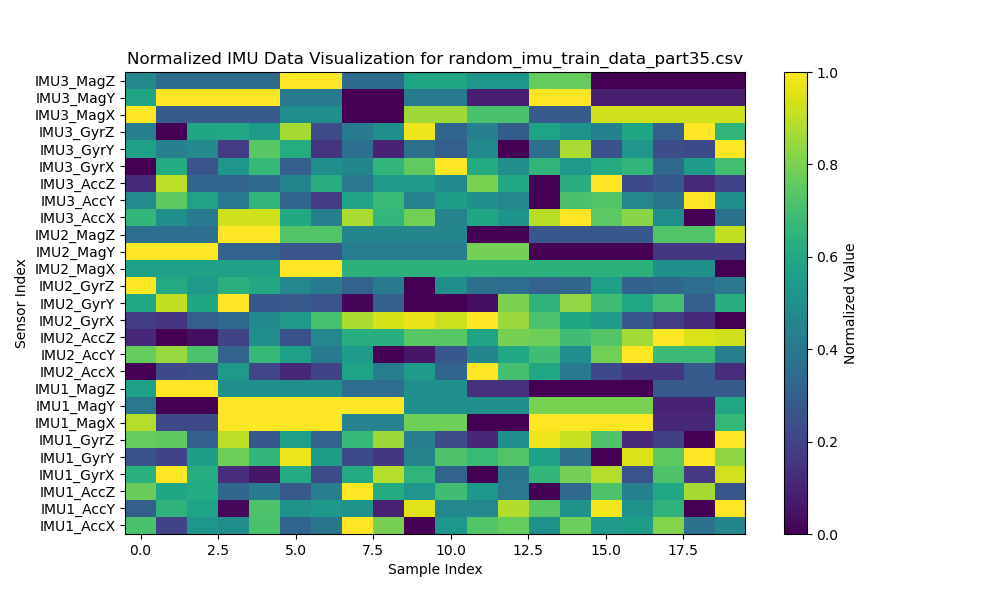 Normalized IMU Data Visualization for random_imu_train_data_part35.csv
IMU3_MagZ
IMU3_MagY
IMU3_MagX
IMU3_GyrZ
IMU3_GyrY
IMU3_GyrX
IMU3_AccZ
IMU3_AccY
IMU3_AccX
IMU2_MagZ
IMU2_MagY
IMU2_MagX
IMU2_GyrZ
IMU2_GyrY
IMU2_GyrX
IMU2_AccZ
IMU2_AccY
IMU2_AccX
IMU1_MagZ
IMU1_MagY
IMU1_MagX
IMU1_GyrZ
IMU1_GyrY
IMU1_GyrX
IMU1_AccZ
IMU1_AccY
IMU1_AccX
Sensor Index
0.0 2.5 5.0 7.5 10.0 12.5 15.0 17.5
Sample Index
1.0
0.8
0.6
0.4
0.2
0.0
Normalized Value